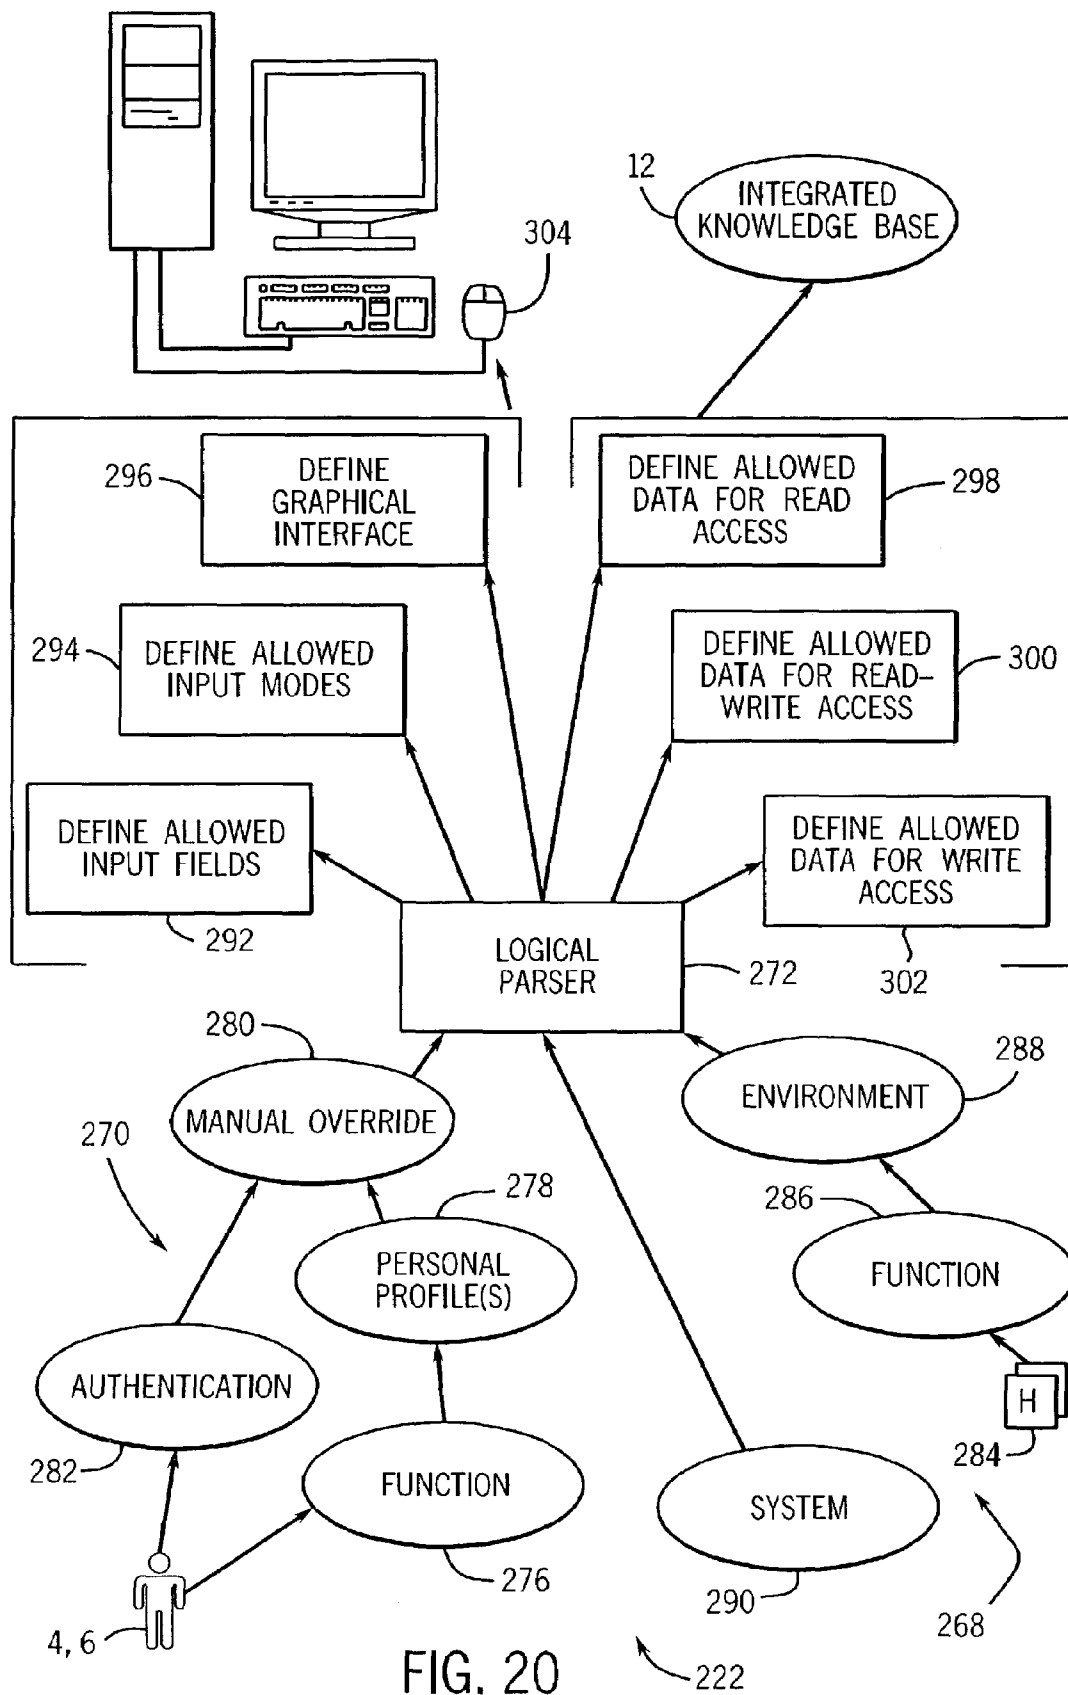 12
INTEGRATED
KNOWLEDGE BASE
304
296
DEFINE
GRAPHICAL
INTERFACE
DEFINE ALLOWED
DATA FOR READ
ACCESS
298
294
DEFINE ALLOWED
INPUT MODES
DEFINE ALLOWED
DATA FOR READ-
WRITE ACCESS
300
DEFINE ALLOWED
INPUT FIELDS
292
DEFINE ALLOWED
DATA FOR WRITE
ACCESS
302
LOGICAL
PARSER
272
280
MANUAL OVERRIDE
288
ENVIRONMENT
270
278
PERSONAL
PROFILE(S)
286
FUNCTION
AUTHENTICATION
282
H
284
FUNCTION
276
SYSTEM
290
268
4, 6
222
FIG. 20